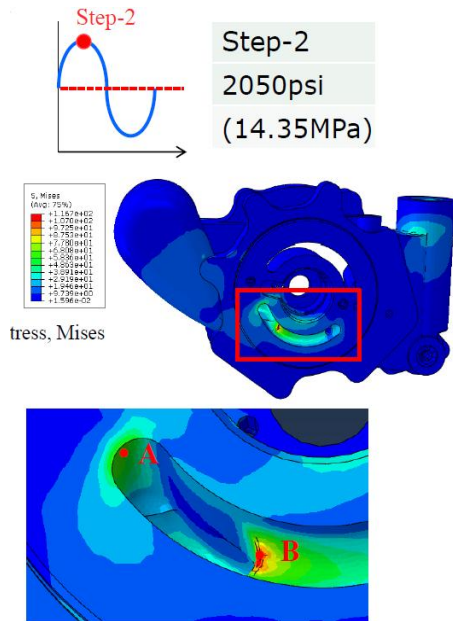 Step-2
Step-2
2050psi
(14.35MPa)
S, Mises
(Avg: 75%)
+1.167e+02
+1.070e+02
+9.725e+01
+8.753e+01
+7.780e+01
+6.808e+01
+5.836e+01
+4.863e+01
+3.891e+01
+2.919e+01
+1.946e+01
+9.739e+00
+1.596e-02
tress, Mises
A
B